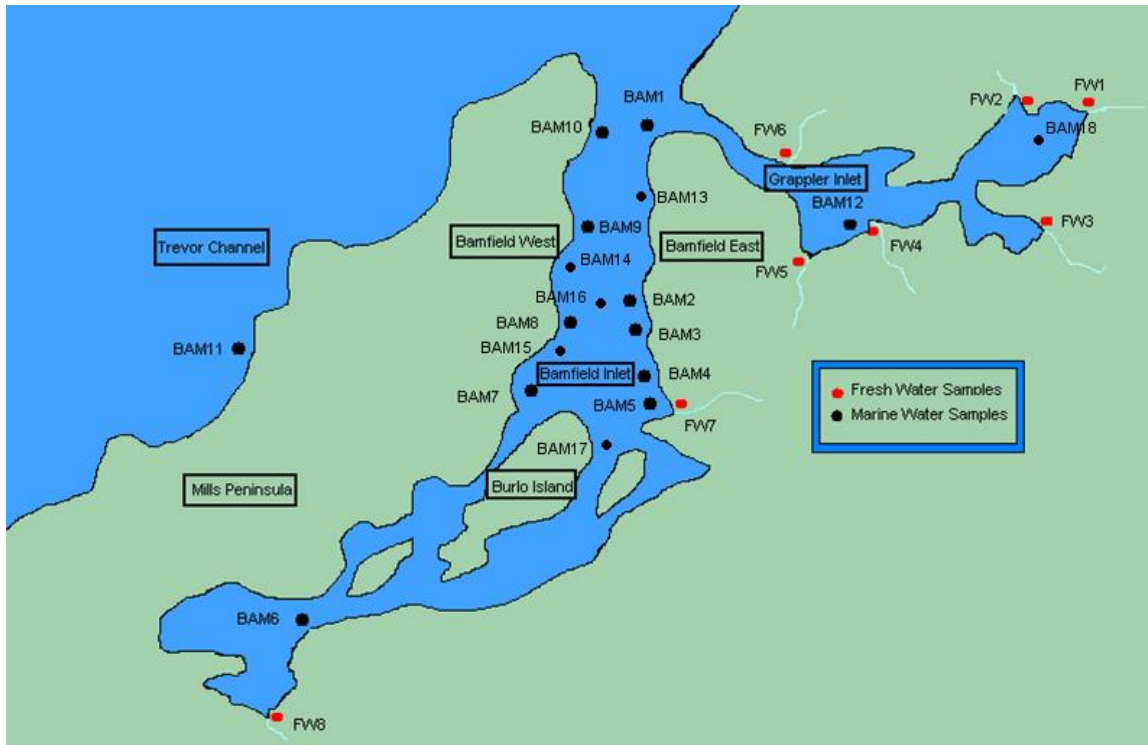 BAM1
FW2
FW1
BAM10
FW6
BAM18
Grappler Inlet
BAM13
BAM12
FW3
Trevor Channel
Bamfield West
BAM9
Bamfield East
FW4
BAM14
FW5
BAM16
BAM2
BAM8
BAM3
BAM11
BAM15
Bamfield Inlet
BAM4
BAM7
BAM5
FW7
Fresh Water Samples
Marine Water Samples
BAM17
Mills Peninsula
Burlo Island
BAM6
FW8